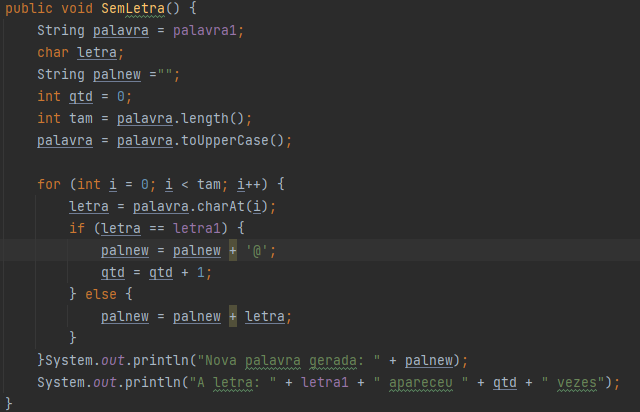 public void SemLetra() {
String palavra = palavra1;
char letra;
String palnew ="";
int qtd = 0;
int tam = palavra.length();
palavra = palavra.toUpperCase();
for (int i = 0; i < tam; i++) {
letra = palavra.charAt(i);
if (letra == letra1) {
palnew = palnew + '@';
qtd = qtd + 1;
} else {
palnew = palnew + letra;
}
}System.out.println("Nova palavra gerada: " + palnew);
System.out.println("A letra: " + letra1 + " apareceu " + qtd + " vezes");
}